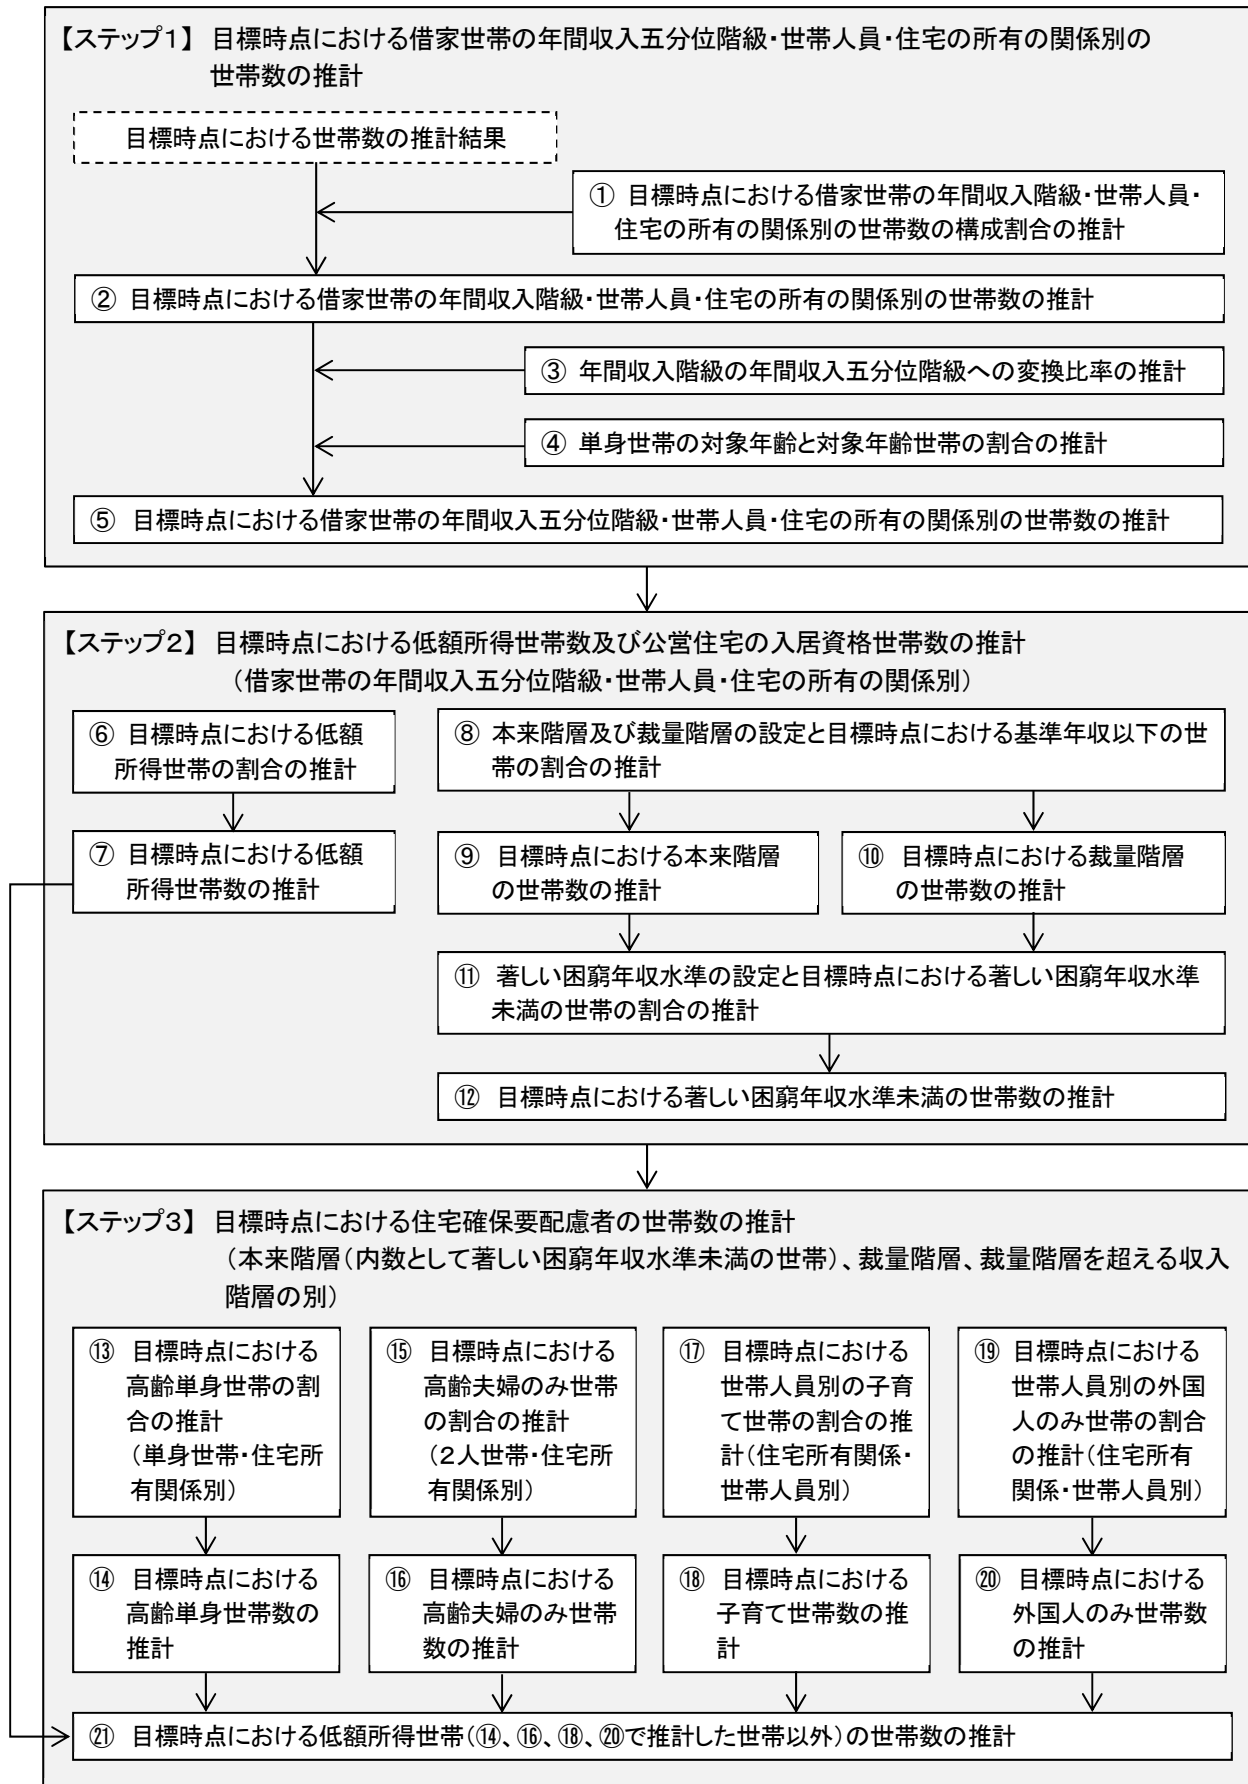 【ステップ1】 目標時点における借家世帯の年間収入五分位階級・世帯人員・住宅の所有の関係別の
世帯数の推計
目標時点における世帯数の推計結果
① 目標時点における借家世帯の年間収入階級・世帯人員・
住宅の所有の関係別の世帯数の構成割合の推計
② 目標時点における借家世帯の年間収入階級・世帯人員・住宅の所有の関係別の世帯数の推計
③ 年間収入階級の年間収入五分位階級への変換比率の推計
④ 単身世帯の対象年齢と対象年齢世帯の割合の推計
⑤ 目標時点における借家世帯の年間収入五分位階級・世帯人員・住宅の所有の関係別の世帯数の推計
【ステップ2】 目標時点における低額所得世帯数及び公営住宅の入居資格世帯数の推計
（借家世帯の年間収入五分位階級・世帯人員・住宅の所有の関係別）
⑥ 目標時点における低額
所得世帯の割合の推計
⑦ 目標時点における低額
所得世帯数の推計
⑧ 本来階層及び裁量階層の設定と目標時点における基準年収以下の世
帯の割合の推計
⑨ 目標時点における本来階層
の世帯数の推計
⑩ 目標時点における裁量階層
の世帯数の推計
⑪ 著しい困窮年収水準の設定と目標時点における著しい困窮年収水準
未満の世帯の割合の推計
⑫ 目標時点における著しい困窮年収水準未満の世帯数の推計
【ステップ3】 目標時点における住宅確保要配慮者の世帯数の推計
（本来階層（内数として著しい困窮年収水準未満の世帯）、裁量階層、裁量階層を超える収入
階層の別）
⑬ 目標時点における
高齢単身世帯の割
合の推計
（単身世帯・住宅所
有関係別）
⑭ 目標時点における
高齢単身世帯数の
推計
⑮ 目標時点における
高齢夫婦のみ世帯
の割合の推計
（2人世帯・住宅所
有関係別）
⑯ 目標時点における
高齢夫婦のみ世帯
数の推計
⑰ 目標時点における
世帯人員別の子育
て世帯の割合の推
計（住宅所有関係・
世帯人員別）
⑱ 目標時点における
子育て世帯数の推
計
⑲ 目標時点における
世帯人員別の外国
人のみ世帯の割合
の推計（住宅所有
関係・世帯人員別）
⑳ 目標時点における
外国人のみ世帯数
の推計
㉑ 目標時点における低額所得世帯（⑭、⑯、⑱、⑳で推計した世帯以外）の世帯数の推計